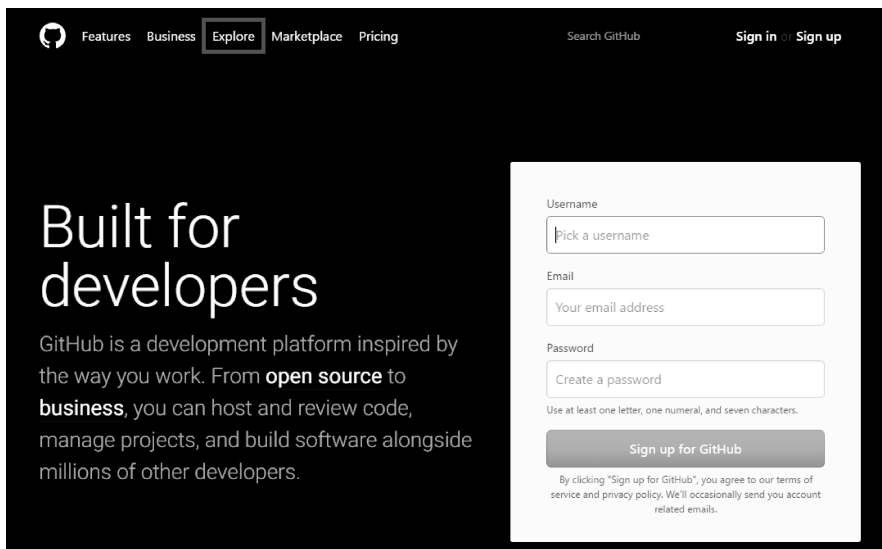 Features Business Explore Marketplace Pricing Search GitHub Sign in or Sign up
Built for
developers
GitHub is a development platform inspired by
the way you work. From open source to
business, you can host and review code,
manage projects, and build software alongside
millions of other developers.
Username
Pick a username
Email
Your email address
Password
Create a password
Use at least one letter, one numeral, and seven characters.
Sign up for GitHub
By clicking "Sign up for GitHub", you agree to our terms of
service and privacy policy. We'll occasionally send you account
related emails.